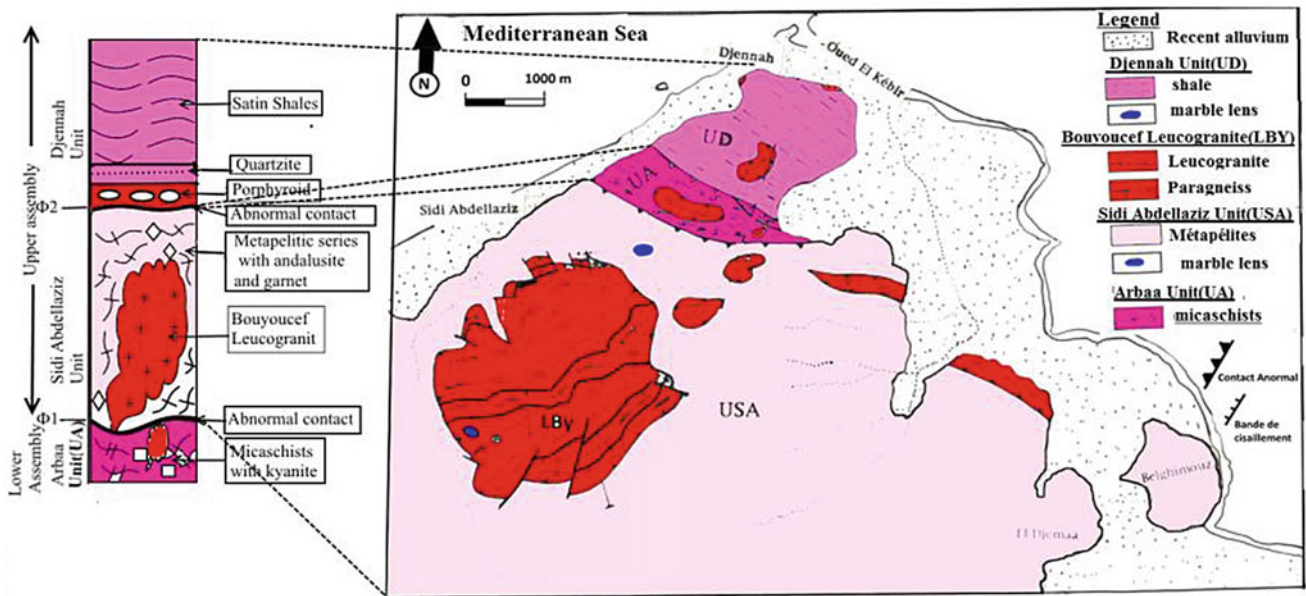 Upper assembly
Djennah
Unit
Sidi Abdellaziz
Unit
Lower
Assembly
Arbaa
Unit(UA)
Φ2
Φ1
Satin Shales
Quartzite
Porphyroid
Abnormal contact
Metapelitic series
with andalusite
and garnet
Bouyoucef
Leucogranit
Abnormal contact
Micaschists
with kyanite
N
Mediterranean Sea
0 1000 m
Djennah
Oued El Kébir
UD
UA
Sidi Abdellaziz
LBγ
USA
Belghimouz
El Djemaa
Legend
Recent alluvium
Djennah Unit(UD)
shale
marble lens
Bouyoucef Leucogranite(LBY)
Leucogranite
Paragneiss
Sidi Abdellaziz Unit(USA)
Métapélites
marble lens
Arbaa Unit(UA)
micaschists
Contact Anormal
Bande de
cisaillement